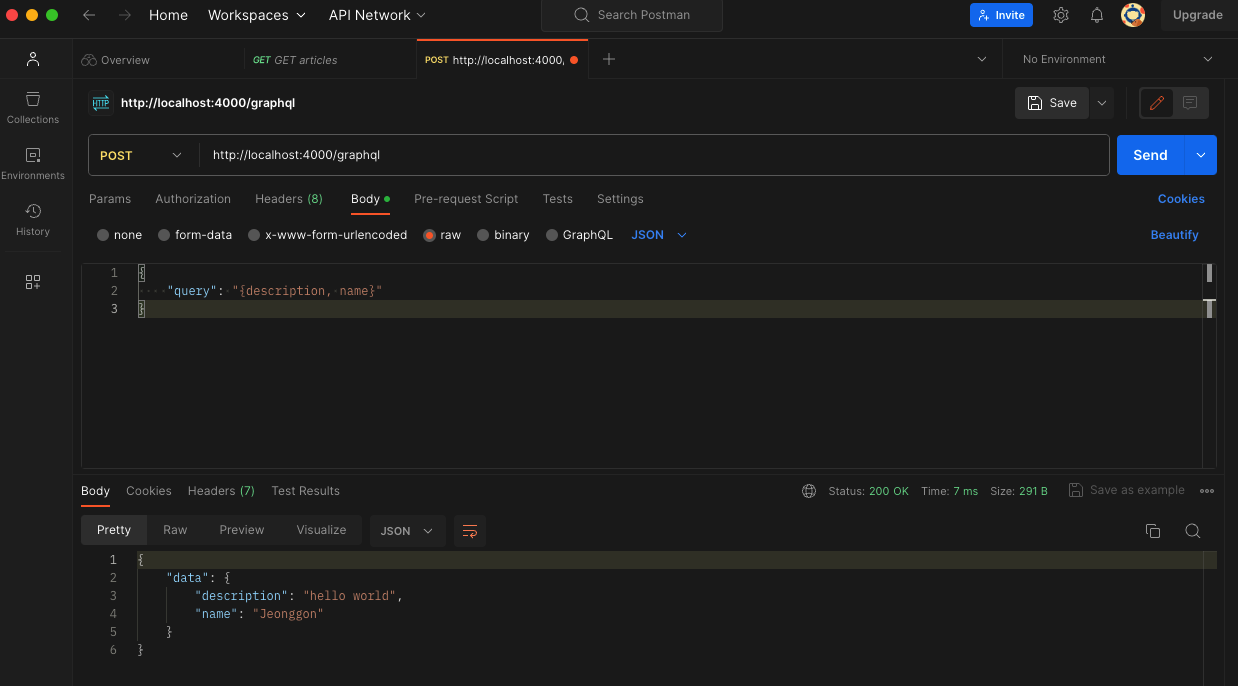 Home Workspaces API Network Search Postman Invite Upgrade
Overview GET GET articles POST http://localhost:4000, No Environment
HTTP http://localhost:4000/graphql Save
Collections
Environments
History
POST http://localhost:4000/graphql Send
Params Authorization Headers (8) Body Pre-request Script Tests Settings Cookies
none form-data x-www-form-urlencoded raw binary GraphQL JSON Beautify
1 {
2 "query": "{description, name}"
3 }
Body Cookies Headers (7) Test Results Status: 200 OK Time: 7 ms Size: 291 B Save as example
Pretty Raw Preview Visualize JSON
1 {
2 "data": {
3 "description": "hello world",
4 "name": "Jeonggon"
5 }
6 }